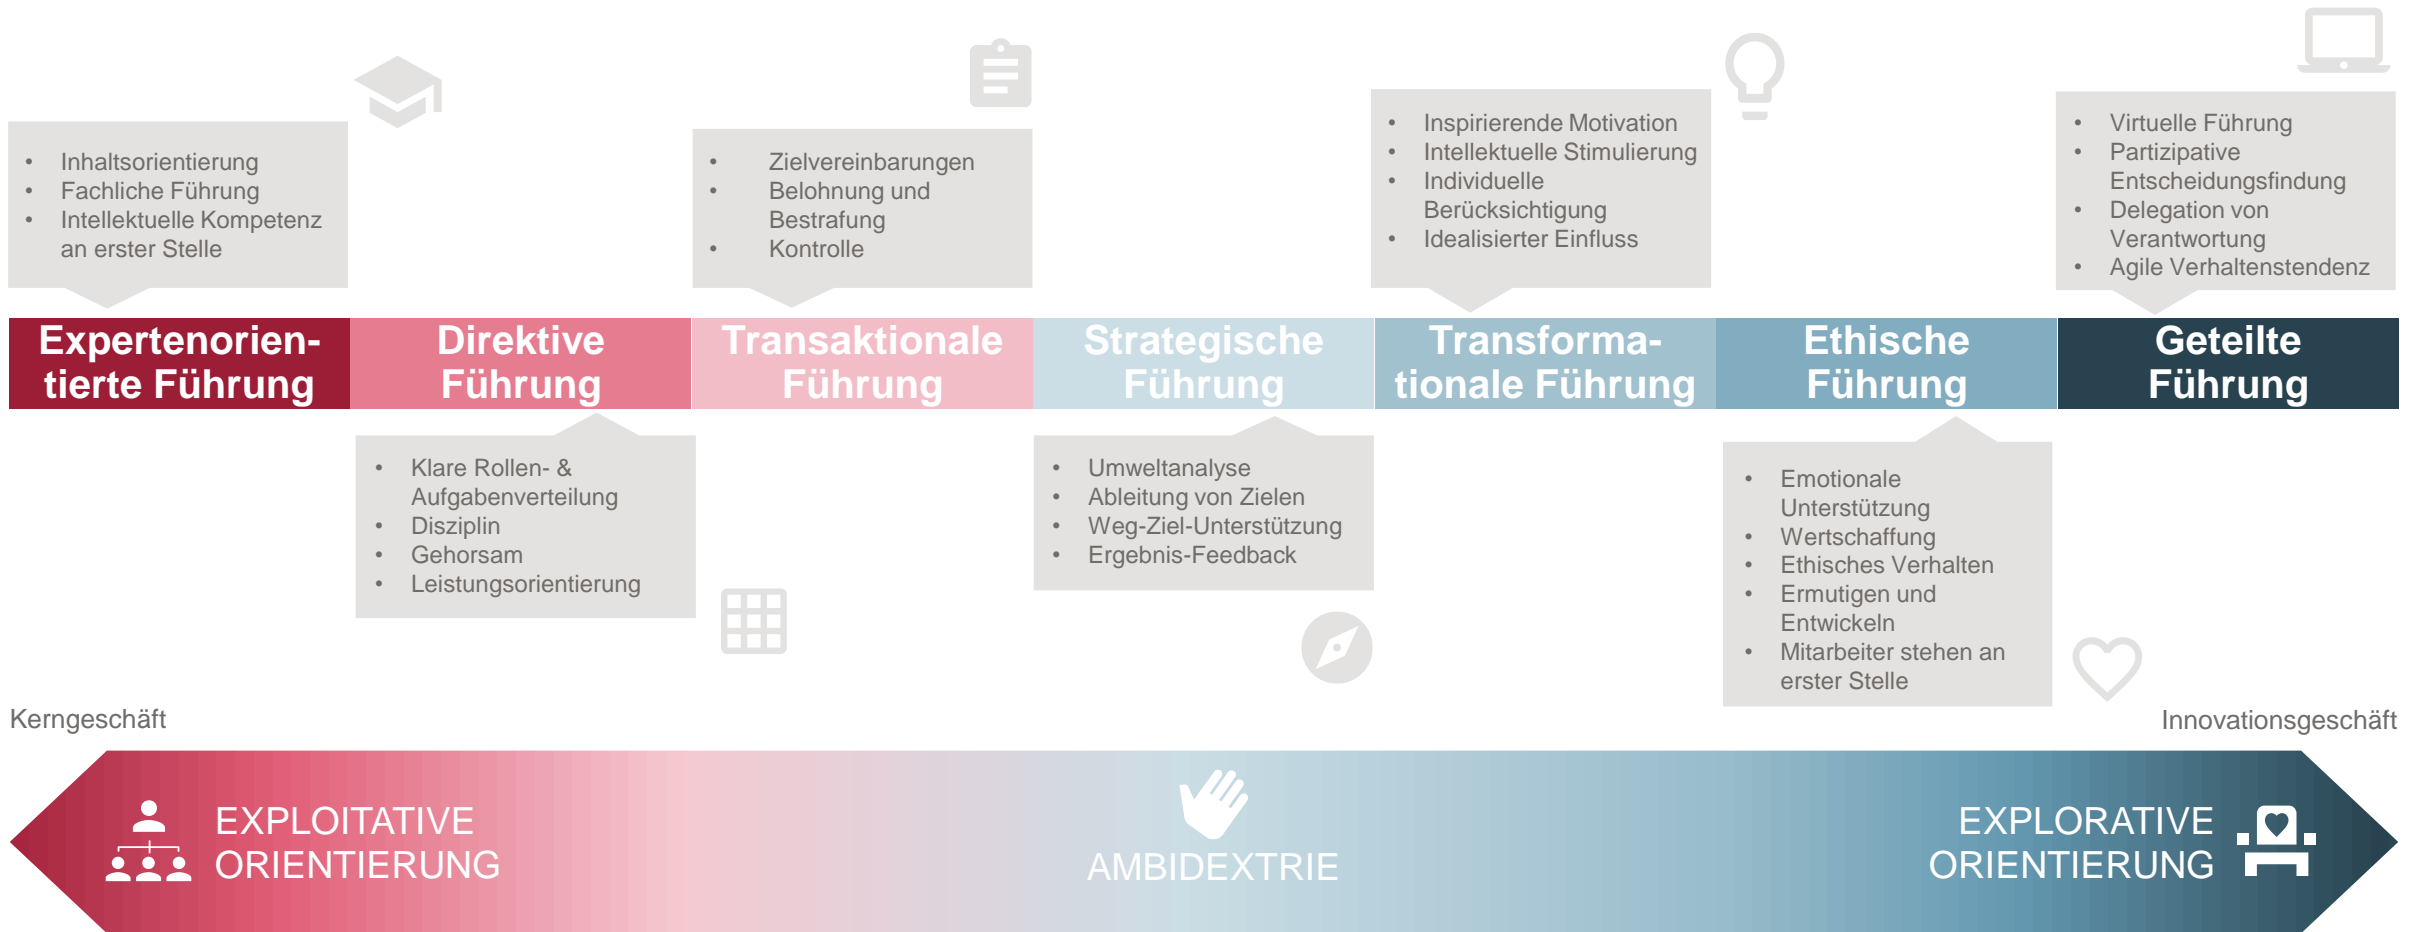 • Inhaltsorientierung
• Fachliche Führung
• Intellektuelle Kompetenz
an erster Stelle
• Zielvereinbarungen
• Belohnung und
Bestrafung
• Kontrolle
• Inspirierende Motivation
• Intellektuelle Stimulierung
• Individuelle
Berücksichtigung
• Idealisierter Einfluss
• Virtuelle Führung
• Partizipative
Entscheidungsfindung
• Delegation von
Verantwortung
• Agile Verhaltenstendenz
Expertenorien-
tierte Führung
Direktive
Führung
Transaktionale
Führung
Strategische
Führung
Transforma-
tionale Führung
Ethische
Führung
Geteilte
Führung
• Klare Rollen- &
Aufgabenverteilung
• Disziplin
• Gehorsam
• Leistungsorientierung
• Umweltanalyse
• Ableitung von Zielen
• Weg-Ziel-Unterstützung
• Ergebnis-Feedback
• Emotionale
Unterstützung
• Wertschaffung
• Ethisches Verhalten
• Ermutigen und
Entwickeln
• Mitarbeiter stehen an
erster Stelle
Kerngeschäft
Innovationsgeschäft
EXPLOITATIVE
ORIENTIERUNG
AMBIDEXTRIE
EXPLORATIVE
ORIENTIERUNG